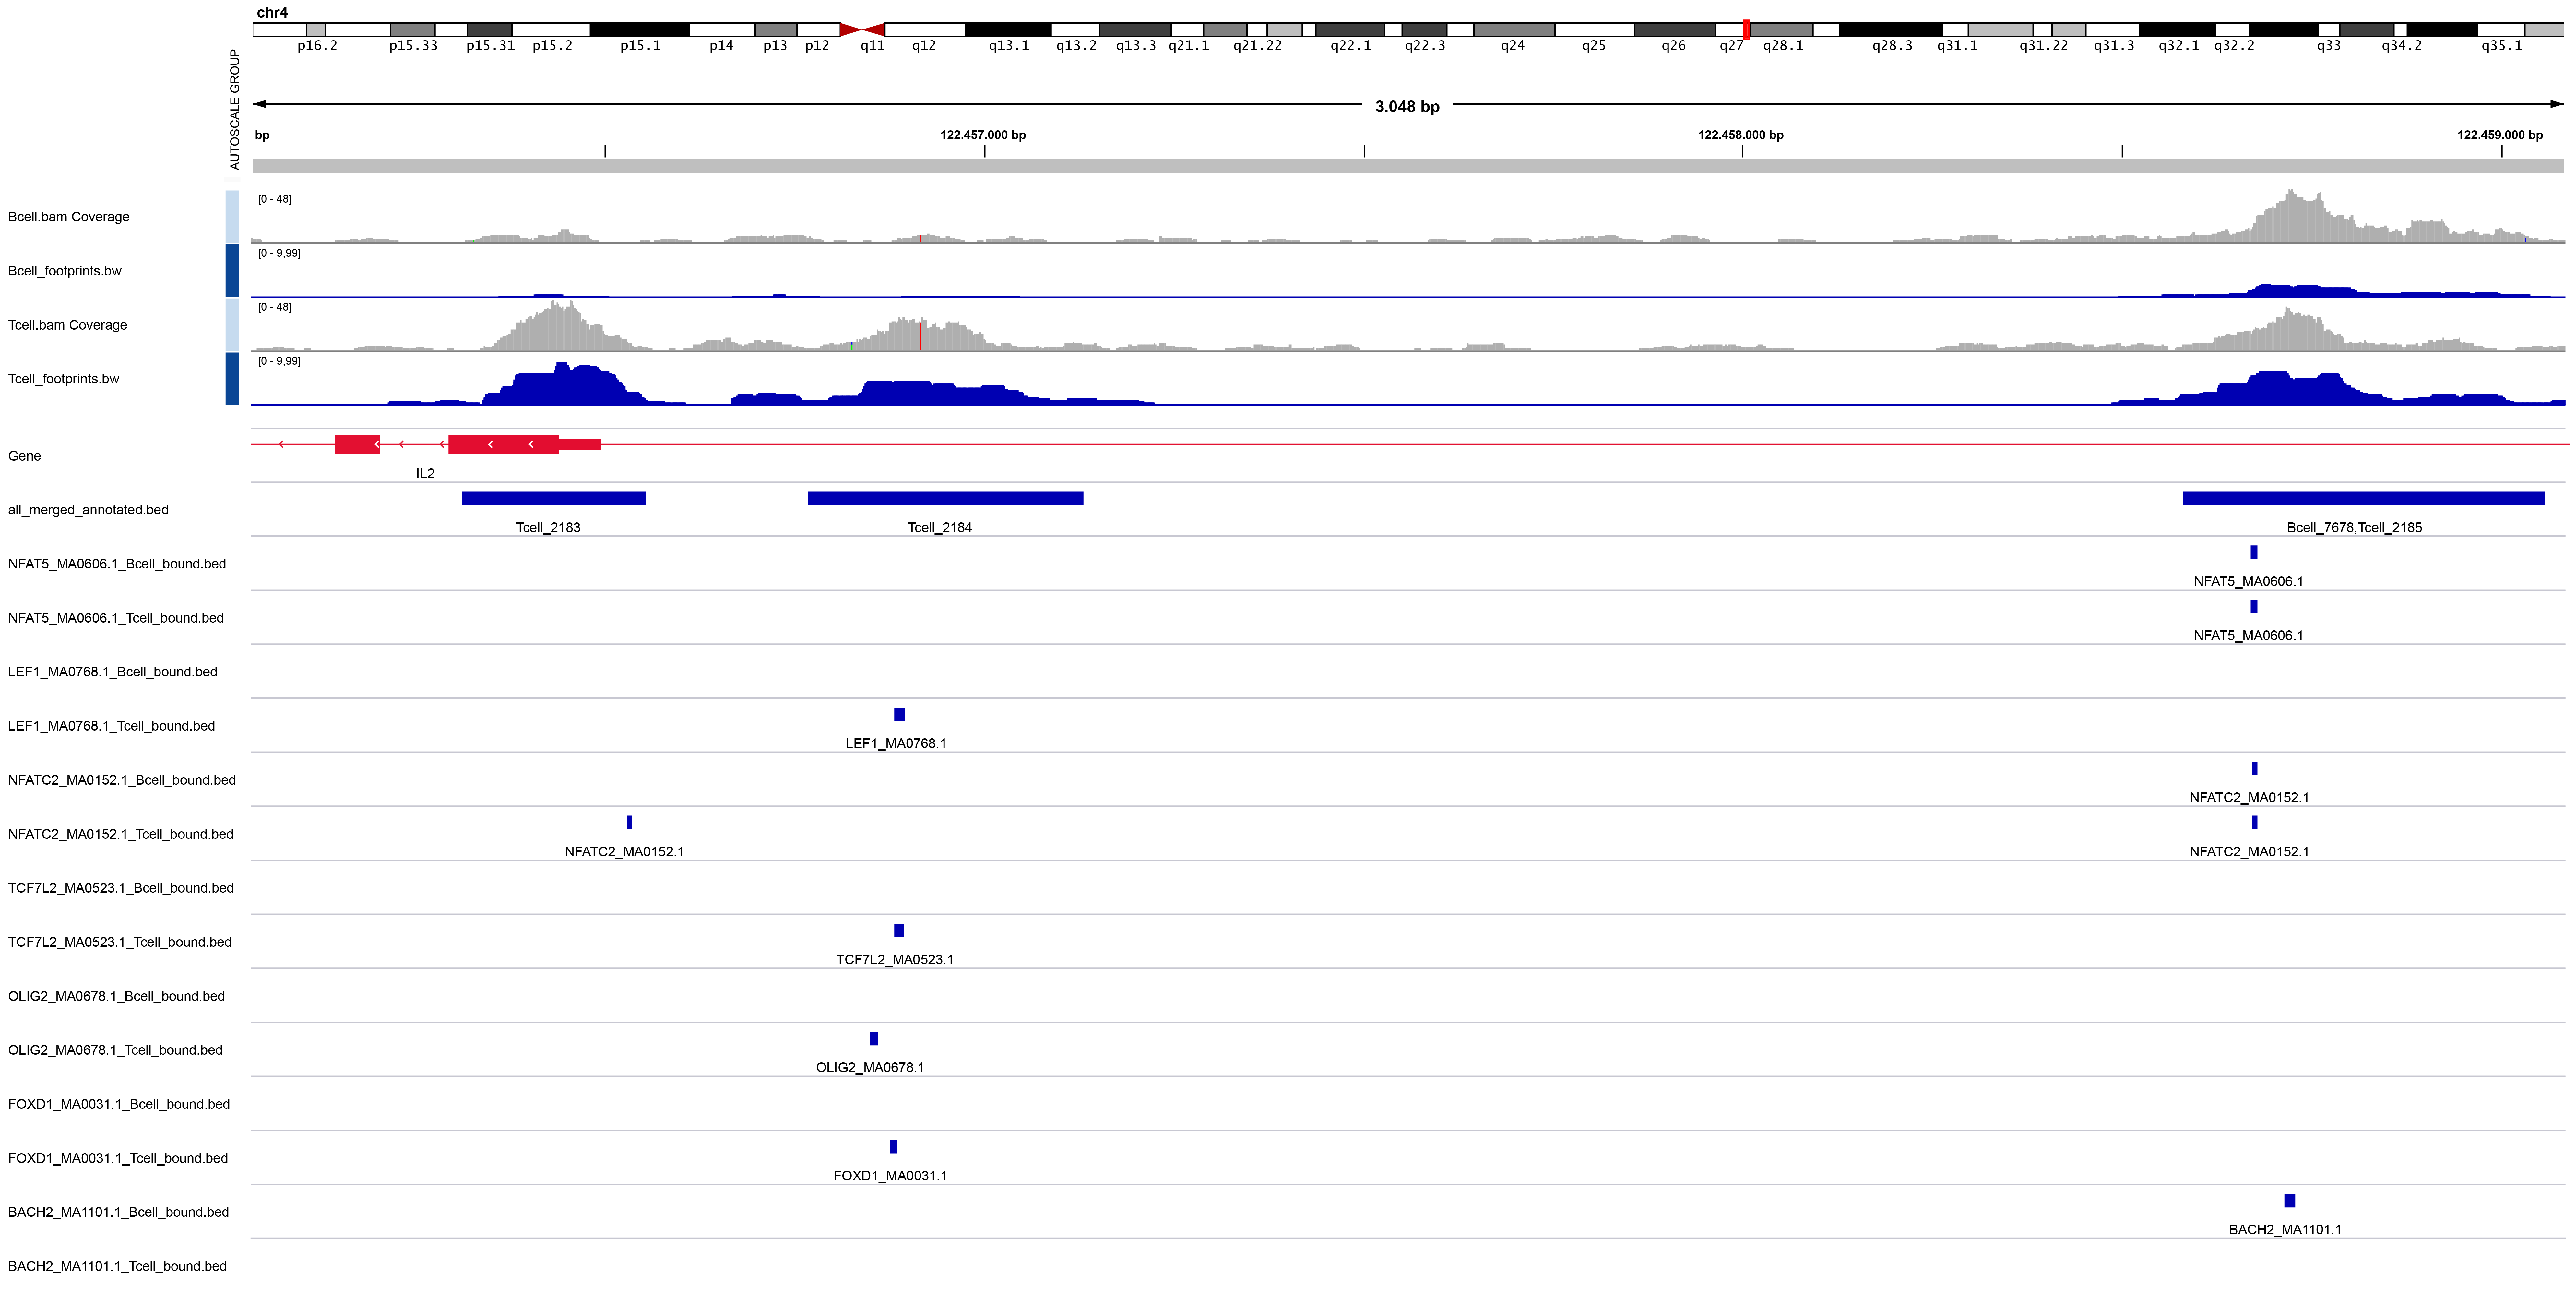 chr4
p16.2 p15.33 p15.31 p15.2 p15.1 p14 p13 p12 q11 q12 q13.1 q13.2 q13.3 q21.1 q21.22 q22.1 q22.3 q24 q25 q26 q27 q28.1 q28.3 q31.1 q31.22 q31.3 q32.1 q32.2 q33 q34.2 q35.1
AUTOSCALE GROUP
3.048 bp
bp 122.457.000 bp 122.458.000 bp 122.459.000 bp
[0 - 48]
Bcell.bam Coverage
[0 - 9,99]
Bcell_footprints.bw
[0 - 48]
Tcell.bam Coverage
[0 - 9,99]
Tcell_footprints.bw
Gene
IL2
all_merged_annotated.bed
Tcell_2183 Tcell_2184 Bcell_7678,Tcell_2185
NFAT5_MA0606.1_Bcell_bound.bed
NFAT5_MA0606.1
NFAT5_MA0606.1_Tcell_bound.bed
NFAT5_MA0606.1
LEF1_MA0768.1_Bcell_bound.bed
LEF1_MA0768.1_Tcell_bound.bed
LEF1_MA0768.1
NFATC2_MA0152.1_Bcell_bound.bed
NFATC2_MA0152.1
NFATC2_MA0152.1_Tcell_bound.bed
NFATC2_MA0152.1 NFATC2_MA0152.1
TCF7L2_MA0523.1_Bcell_bound.bed
TCF7L2_MA0523.1_Tcell_bound.bed
TCF7L2_MA0523.1
OLIG2_MA0678.1_Bcell_bound.bed
OLIG2_MA0678.1_Tcell_bound.bed
OLIG2_MA0678.1
FOXD1_MA0031.1_Bcell_bound.bed
FOXD1_MA0031.1_Tcell_bound.bed
FOXD1_MA0031.1
BACH2_MA1101.1_Bcell_bound.bed
BACH2_MA1101.1
BACH2_MA1101.1_Tcell_bound.bed